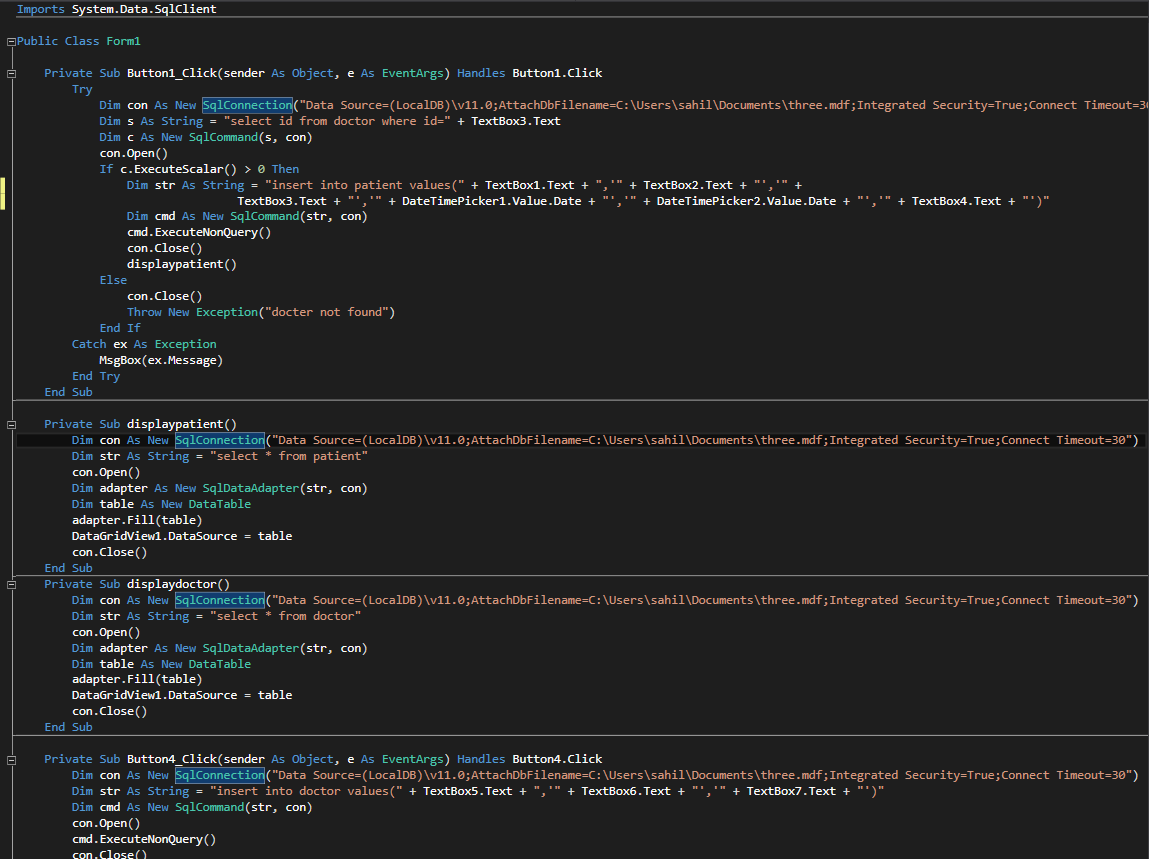 Imports System.Data.SqlClient
Public Class Form1
Private Sub Button1_Click(sender As Object, e As EventArgs) Handles Button1.Click
Try
Dim con As New SqlConnection("Data Source=(LocalDB)\v11.0;AttachDbFilename=C:\Users\sahil\Documents\three.mdf;Integrated Security=True;Connect Timeout=30
Dim s As String = "select id from doctor where id=" + TextBox3.Text
Dim c As New SqlCommand(s, con)
con.Open()
If c.ExecuteScalar() > 0 Then
Dim str As String = "insert into patient values(" + TextBox1.Text + ",'" + TextBox2.Text + "','" +
TextBox3.Text + "','" + DateTimePicker1.Value.Date + "','" + DateTimePicker2.Value.Date + "','" + TextBox4.Text + "')"
Dim cmd As New SqlCommand(str, con)
cmd.ExecuteNonQuery()
con.Close()
displaypatient()
Else
con.Close()
Throw New Exception("docter not found")
End If
Catch ex As Exception
MsgBox(ex.Message)
End Try
End Sub
Private Sub displaypatient()
Dim con As New SqlConnection("Data Source=(LocalDB)\v11.0;AttachDbFilename=C:\Users\sahil\Documents\three.mdf;Integrated Security=True;Connect Timeout=30")
Dim str As String = "select * from patient"
con.Open()
Dim adapter As New SqlDataAdapter(str, con)
Dim table As New DataTable
adapter.Fill(table)
DataGridView1.DataSource = table
con.Close()
End Sub
Private Sub displaydoctor()
Dim con As New SqlConnection("Data Source=(LocalDB)\v11.0;AttachDbFilename=C:\Users\sahil\Documents\three.mdf;Integrated Security=True;Connect Timeout=30")
Dim str As String = "select * from doctor"
con.Open()
Dim adapter As New SqlDataAdapter(str, con)
Dim table As New DataTable
adapter.Fill(table)
DataGridView1.DataSource = table
con.Close()
End Sub
Private Sub Button4_Click(sender As Object, e As EventArgs) Handles Button4.Click
Dim con As New SqlConnection("Data Source=(LocalDB)\v11.0;AttachDbFilename=C:\Users\sahil\Documents\three.mdf;Integrated Security=True;Connect Timeout=30")
Dim str As String = "insert into doctor values(" + TextBox5.Text + ",'" + TextBox6.Text + "','" + TextBox7.Text + "')"
Dim cmd As New SqlCommand(str, con)
con.Open()
cmd.ExecuteNonQuery()
con.Close()